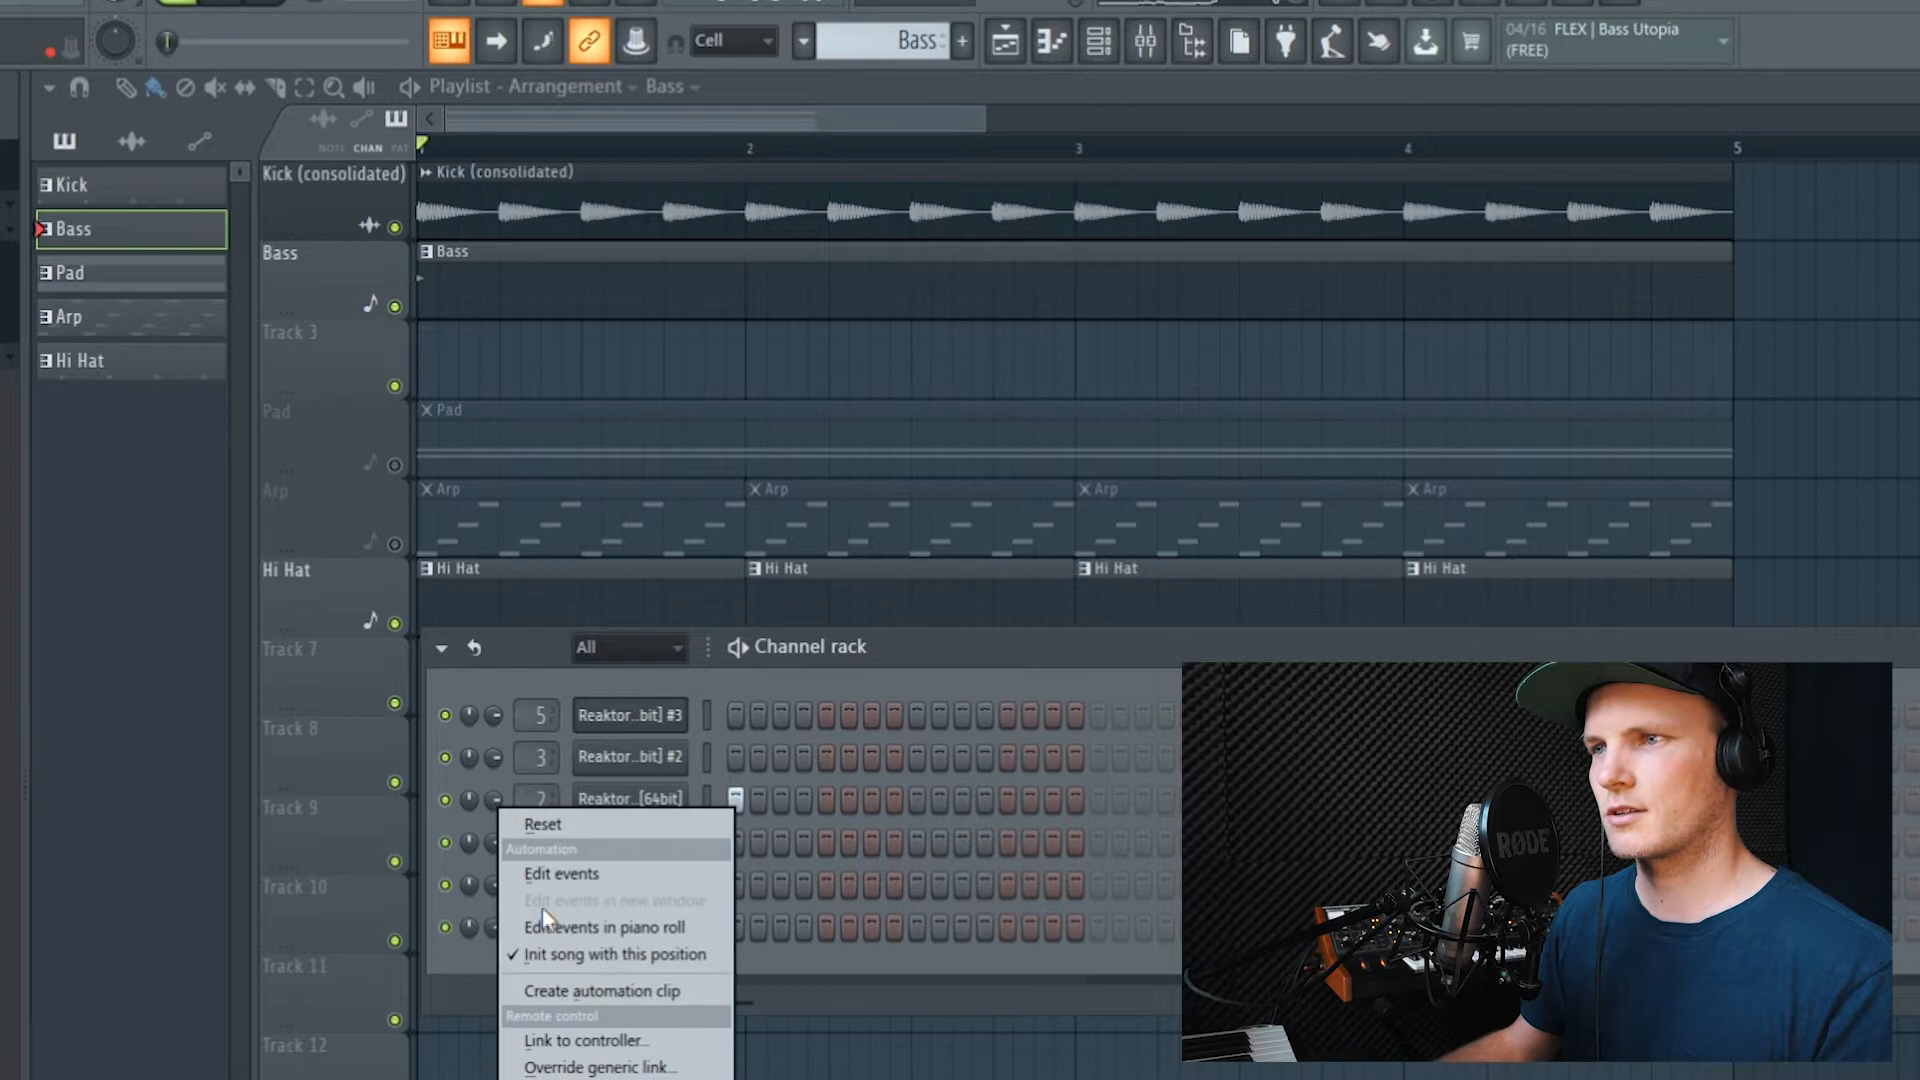 Cell
Bass
04/16 FLEX | Bass Utopia
(FREE)
Playlist - Arrangement Bass
NOTE CHAN PAT
2 3 4 5
Kick
Bass
Pad
Arp
Hi Hat
Kick (consolidated)
Kick (consolidated)
Bass
Bass
Track 3
Pad
Pad
Arp
Arp Arp Arp Arp
Hi Hat
Hi Hat Hi Hat Hi Hat Hi Hat
Track 7
Track 8
Track 9
Track 10
Track 11
Track 12
All
Channel rack
5 Reaktor..bit] #3
3 Reaktor..bit] #2
2 Reaktor..[64bit]
Reset
Automation
Edit events
Edit events in new window
Edit events in piano roll
Init song with this position
Create automation clip
Remote control
Link to controller...
Override generic link...
RØDE